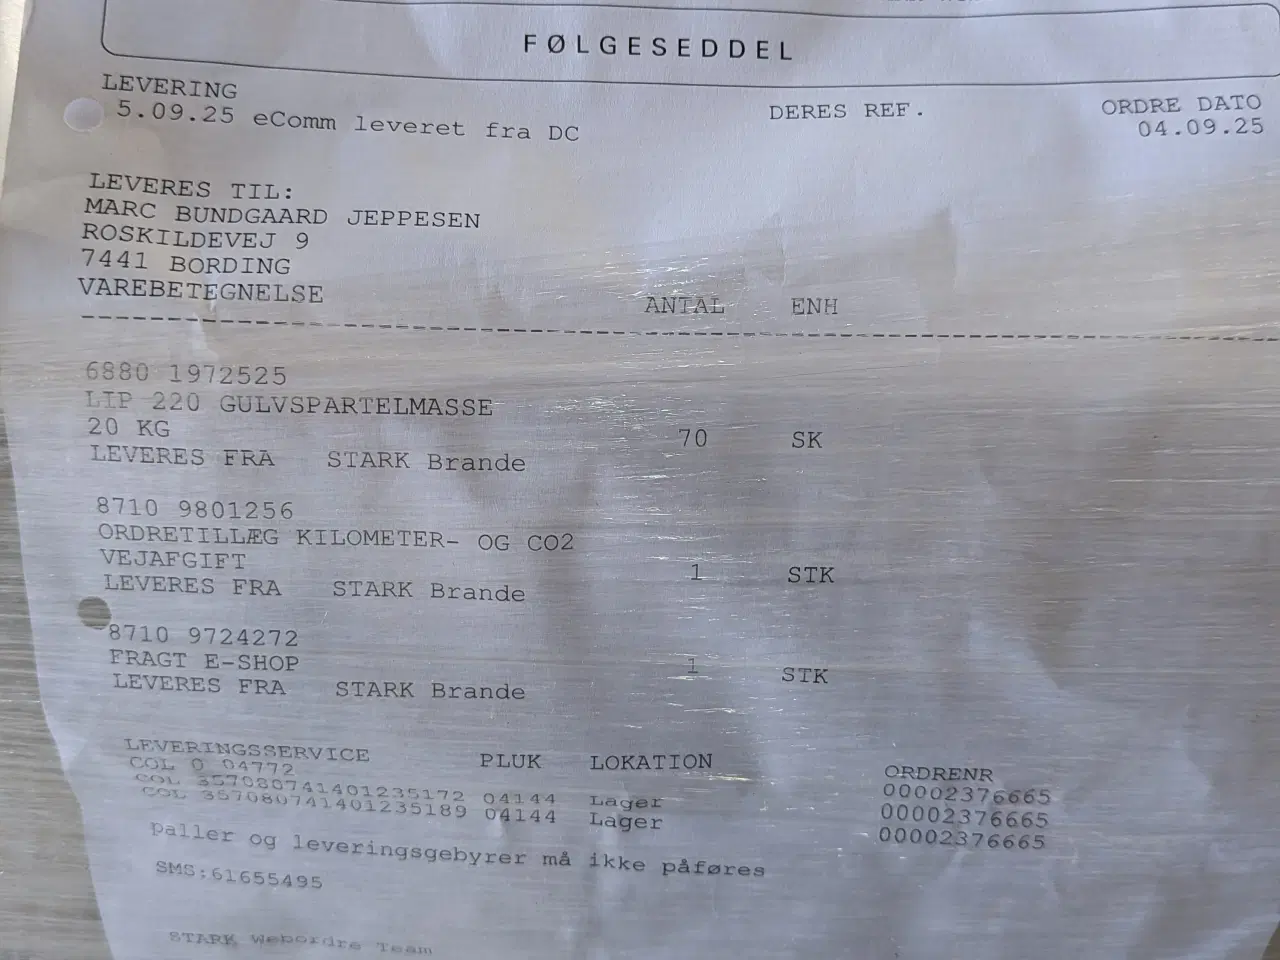 FØLGESEDDEL
LEVERING
5.09.25 eComm leveret fra DC
DERES REF.
ORDRE DATO
04.09.25
LEVERES TIL:
MARC BUNDGAARD JEPPESEN
ROSKILDEVEJ 9
7441 BORDING
VAREBETEGNELSE ANTAL ENH
6880 1972525
LIP 220 GULVSPARTELMASSE
20 KG 70 SK
LEVERES FRA STARK Brande
8710 9801256
ORDRETILLÆG KILOMETER- OG CO2
VEJAFGIFT 1 STK
LEVERES FRA STARK Brande
8710 9724272
FRAGT E-SHOP 1 STK
LEVERES FRA STARK Brande
LEVERINGSSERVICE PLUK LOKATION ORDRENR
COL 0 04772 00002376665
COL 357080741401235172 04144 Lager 00002376665
COL 357080741401235189 04144 Lager 00002376665
paller og leveringsgebyrer må ikke påføres
SMS:61655495
STARK Webordre Team